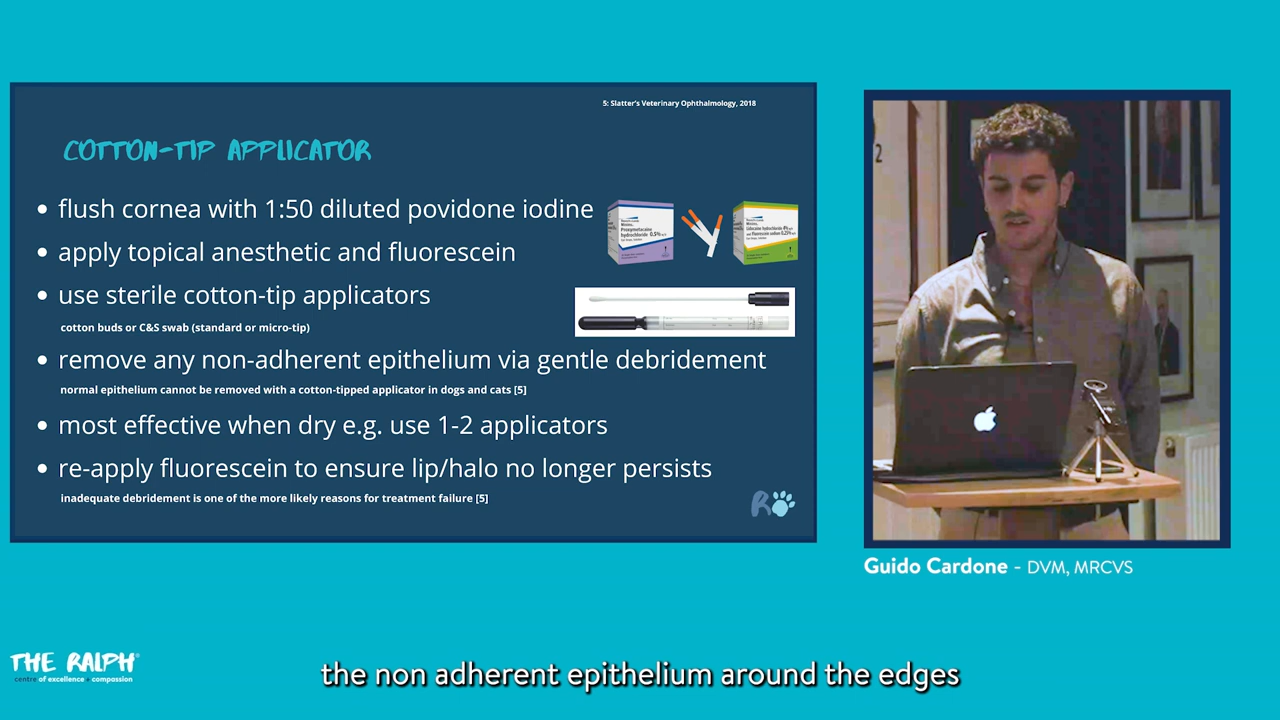 5: Slatter's Veterinary Ophthalmology, 2018
COTTON-TIP APPLICATOR
• flush cornea with 1:50 diluted povidone iodine
• apply topical anesthetic and fluorescein
• use sterile cotton-tip applicators
cotton buds or C&S swab (standard or micro-tip)
• remove any non-adherent epithelium via gentle debridement
normal epithelium cannot be removed with a cotton-tipped applicator in dogs and cats [5]
• most effective when dry e.g. use 1-2 applicators
• re-apply fluorescein to ensure lip/halo no longer persists
inadequate debridement is one of the more likely reasons for treatment failure [5]
R
2
Guido Cardone - DVM, MRCVS
THE RALPH
centre of excellence + compassion
the non adherent epithelium around the edges